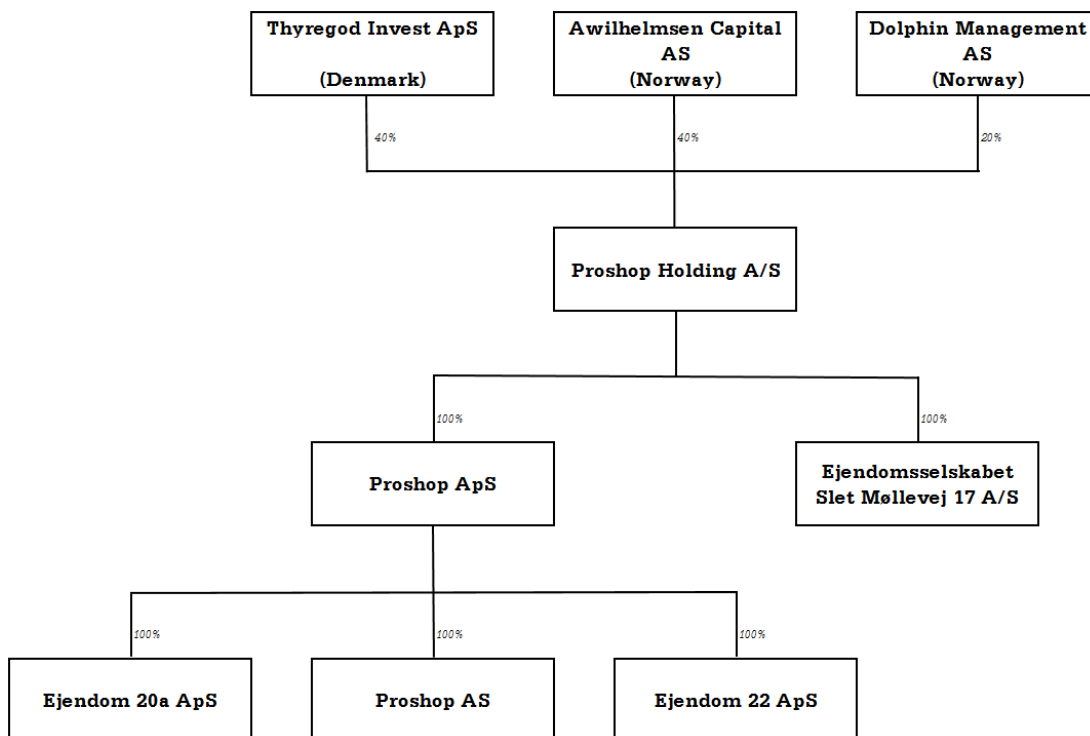 Thyregod Invest ApS
(Denmark)
Awilhelmsen Capital
AS
(Norway)
Dolphin Management
AS
(Norway)
40%
40%
20%
Proshop Holding A/S
100%
100%
Proshop ApS
Ejendomsselskabet
Slet Møllevej 17 A/S
100%
100%
100%
Ejendom 20a ApS
Proshop AS
Ejendom 22 ApS